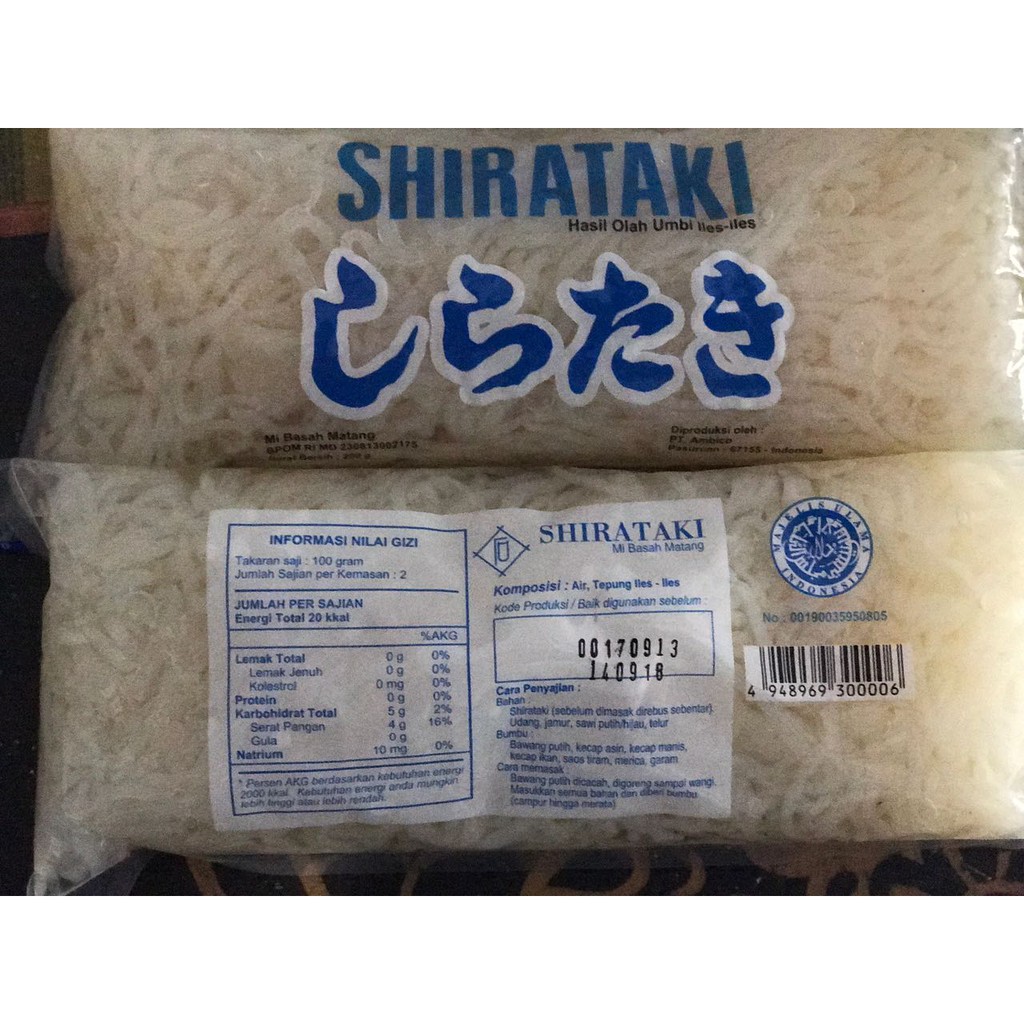 SHIRATAKI
Hasil Olah Umbi Iles-iles
しらたき
Mi Basah Matang
BPOM RI MD 230813002175
Berat Bersih : 200 g
Diproduksi oleh :
PT. Ambico
Pasuruan : 67155 - Indonesia
INFORMASI NILAI GIZI
Takaran saji : 100 gram
Jumlah Sajian per Kemasan : 2
JUMLAH PER SAJIAN
Energi Total 20 kkal
%AKG
Lemak Total 0 g 0%
Lemak Jenuh 0 g 0%
Kolestrol 0 mg 0%
Protein 0 g 0%
Karbohidrat Total 5 g 2%
Serat Pangan 4 g 16%
Gula 0 g
Natrium 10 mg 0%
* Persen AKG berdasarkan kebutuhan energi
2000 kkal. Kebutuhan energi anda mungkin
lebih tinggi atau lebih rendah.
SHIRATAKI
Mi Basah Matang
Komposisi : Air, Tepung Iles - Iles
Kode Produksi / Baik digunakan sebelum :
00170913
140918
Cara Penyajian :
Bahan :
Shirataki (sebelum dimasak direbus sebentar).
Udang, jamur, sawi putih/hijau, telur
Bumbu :
Bawang putih, kecap asin, kecap manis,
kecap ikan, saos tiram, merica, garam
Cara memasak :
Bawang putih dicacah, digoreng sampai wangi.
Masukkan semua bahan dan diberi bumbu
(campur hingga merata)
MAJELIS ULAMA
INDONESIA
No : 00190035950805
4 948969 300006